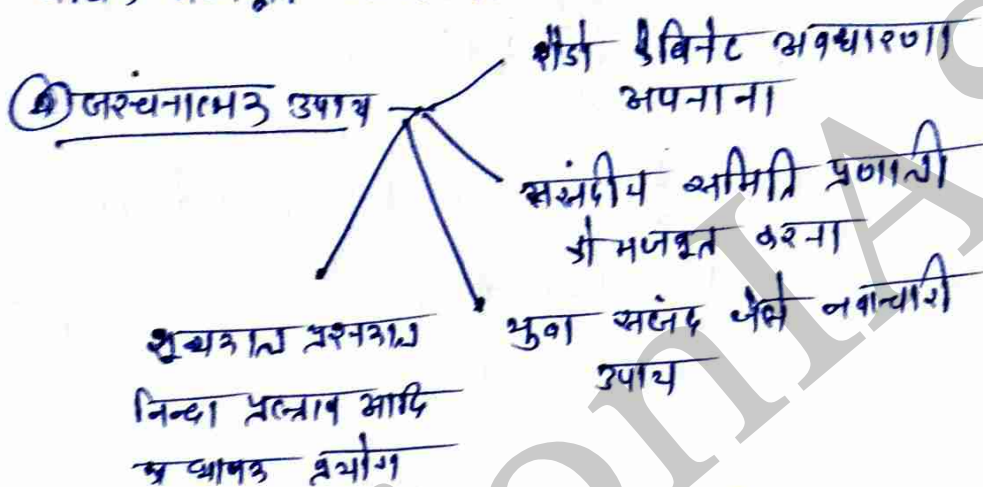 शैडो कैबिनेट अवधारणा
अपनाना
संरचनात्मक उपाय
संसदीय समिति प्रणाली
को मजबूत करना
युवा संसद जैसे नवाचारी
उपाय
शून्यकाल प्रश्नकाल
निन्दा प्रस्ताव आदि
का व्यापक प्रयोग